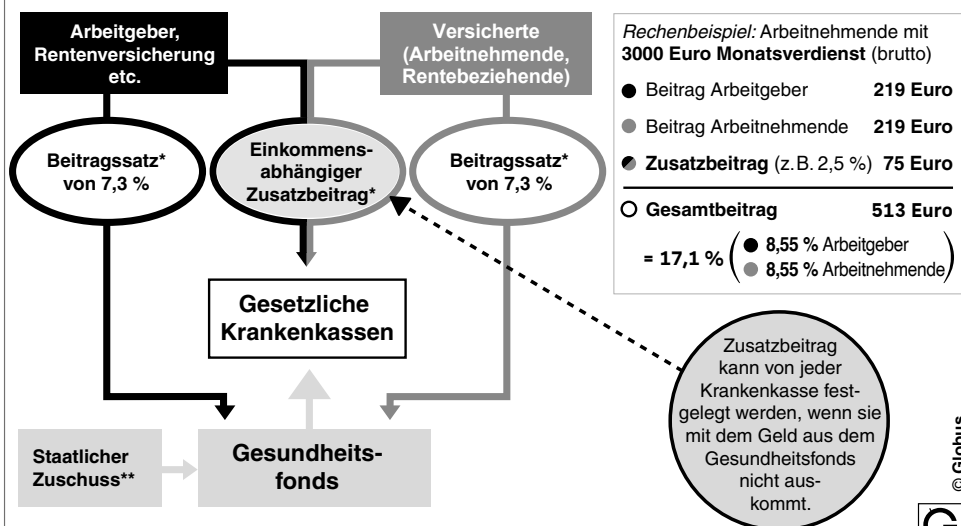 Arbeitgeber,
Rentenversicherung
etc.
Versicherte
(Arbeitnehmende,
Rentebeziehende)
Beitragssatz*
von 7,3 %
Einkommens-
abhängiger
Zusatzbeitrag*
Beitragssatz*
von 7,3 %
Gesetzliche
Krankenkassen
Staatlicher
Zuschuss**
Gesundheits-
fonds
Rechenbeispiel: Arbeitnehmende mit
3000 Euro Monatsverdienst (brutto)
Beitrag Arbeitgeber 219 Euro
Beitrag Arbeitnehmende 219 Euro
Zusatzbeitrag (z.B. 2,5 %) 75 Euro
Gesamtbeitrag 513 Euro
= 17,1 % ( 8,55 % Arbeitgeber
8,55 % Arbeitnehmende)
Zusatzbeitrag
kann von jeder
Krankenkasse fest-
gelegt werden, wenn sie
mit dem Geld aus dem
Gesundheitsfonds
nicht aus-
kommt.
© Globus